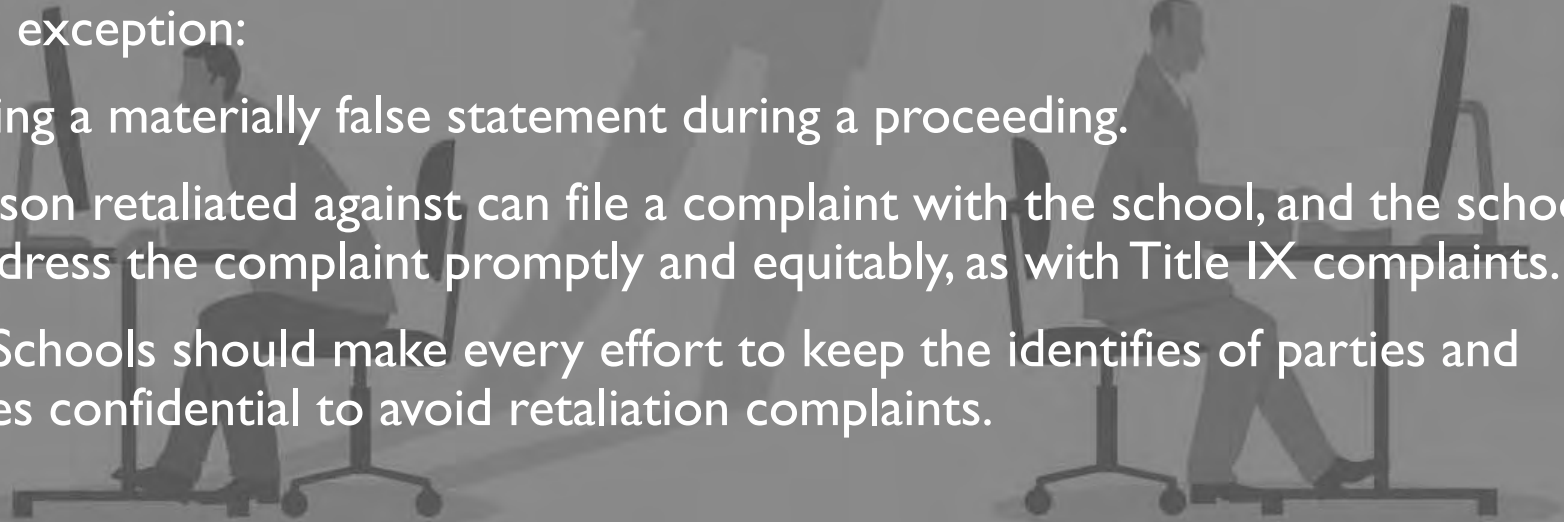 exception:
ing a materially false statement during a proceeding.
son retaliated against can file a complaint with the school, and the schoo
dress the complaint promptly and equitably, as with Title IX complaints.
Schools should make every effort to keep the identifies of parties and
es confidential to avoid retaliation complaints.